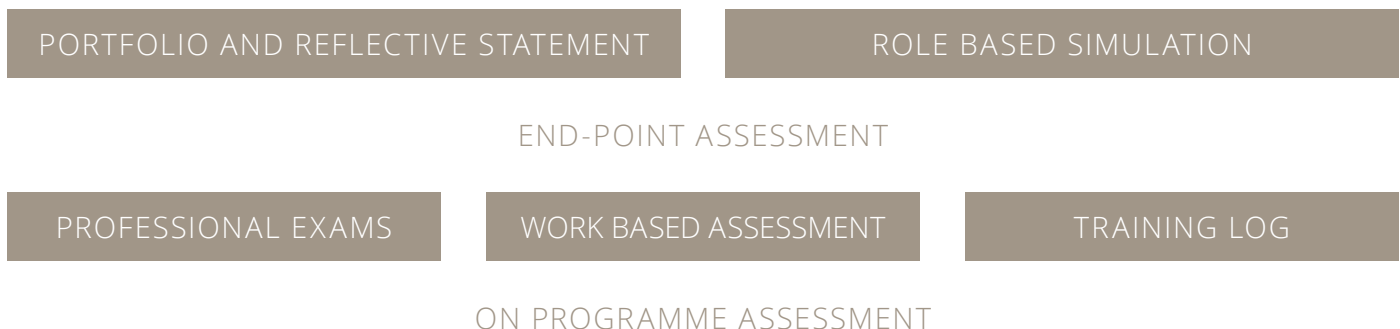 PORTFOLIO AND REFLECTIVE STATEMENT
ROLE BASED SIMULATION
END-POINT ASSESSMENT
PROFESSIONAL EXAMS
WORK BASED ASSESSMENT
TRAINING LOG
ON PROGRAMME ASSESSMENT